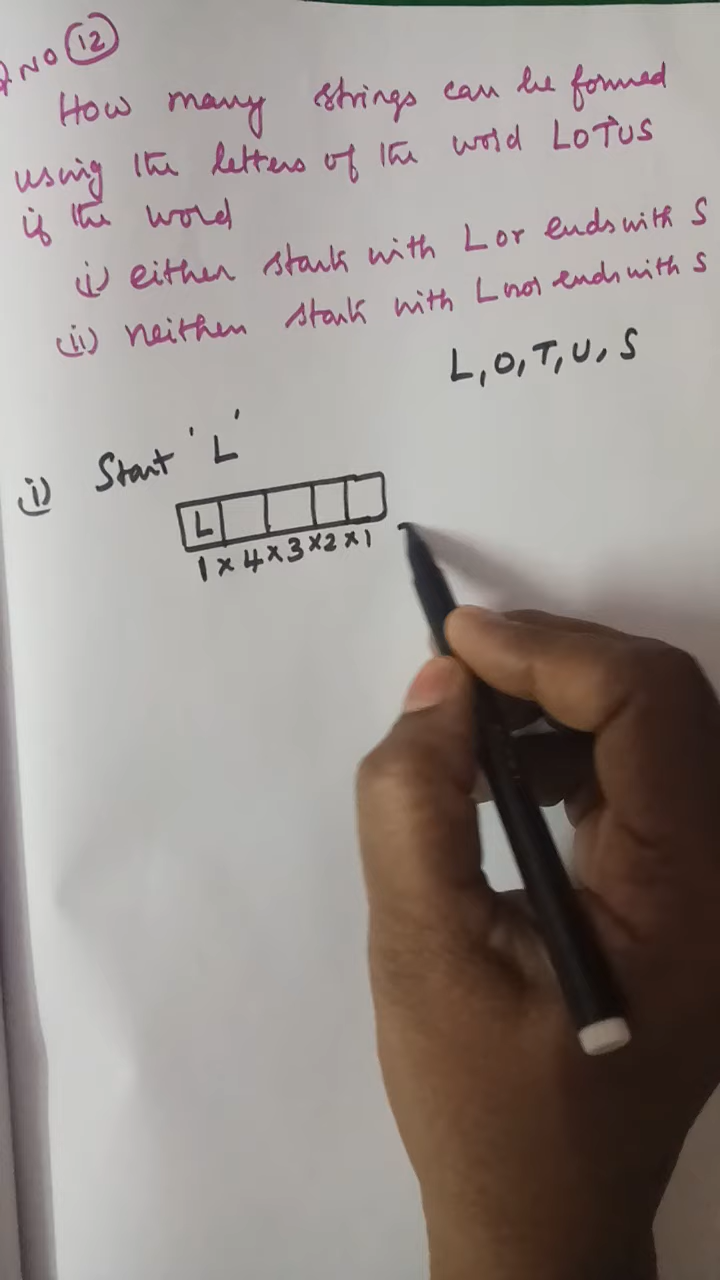 Q NO 12
How many strings can be formed
using the letters of the word LOTUS
if the word
(i) either starts with L or ends with S
(ii) neither starts with L nor ends with S
L, O, T, U, S
(i) Start 'L'
L
1 × 4 × 3 × 2 × 1